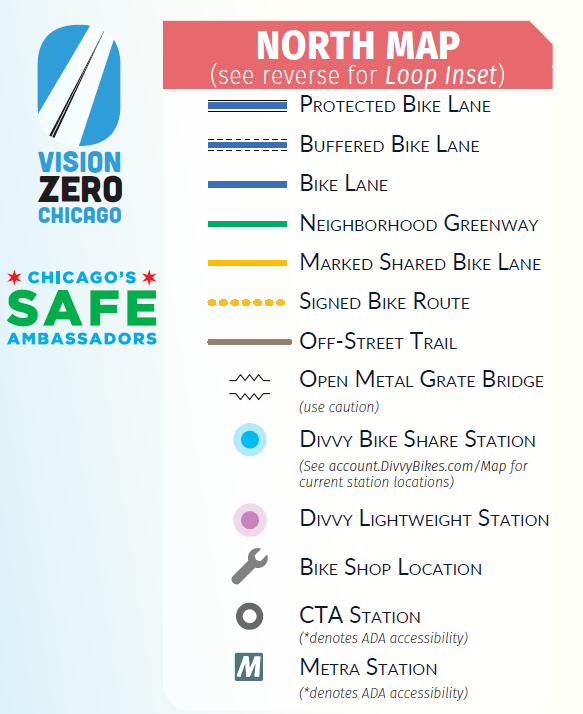 VISION
ZERO
CHICAGO
CHICAGO'S
SAFE
AMBASSADORS
NORTH MAP
(see reverse for Loop Inset)
Protected Bike Lane
Buffered Bike Lane
Bike Lane
Neighborhood Greenway
Marked Shared Bike Lane
Signed Bike Route
Off-Street Trail
Open Metal Grate Bridge
(use caution)
Divvy Bike Share Station
(See account.DivvyBikes.com/Map for
current station locations)
Divvy Lightweight Station
Bike Shop Location
CTA Station
(*denotes ADA accessibility)
M
Metra Station
(*denotes ADA accessibility)